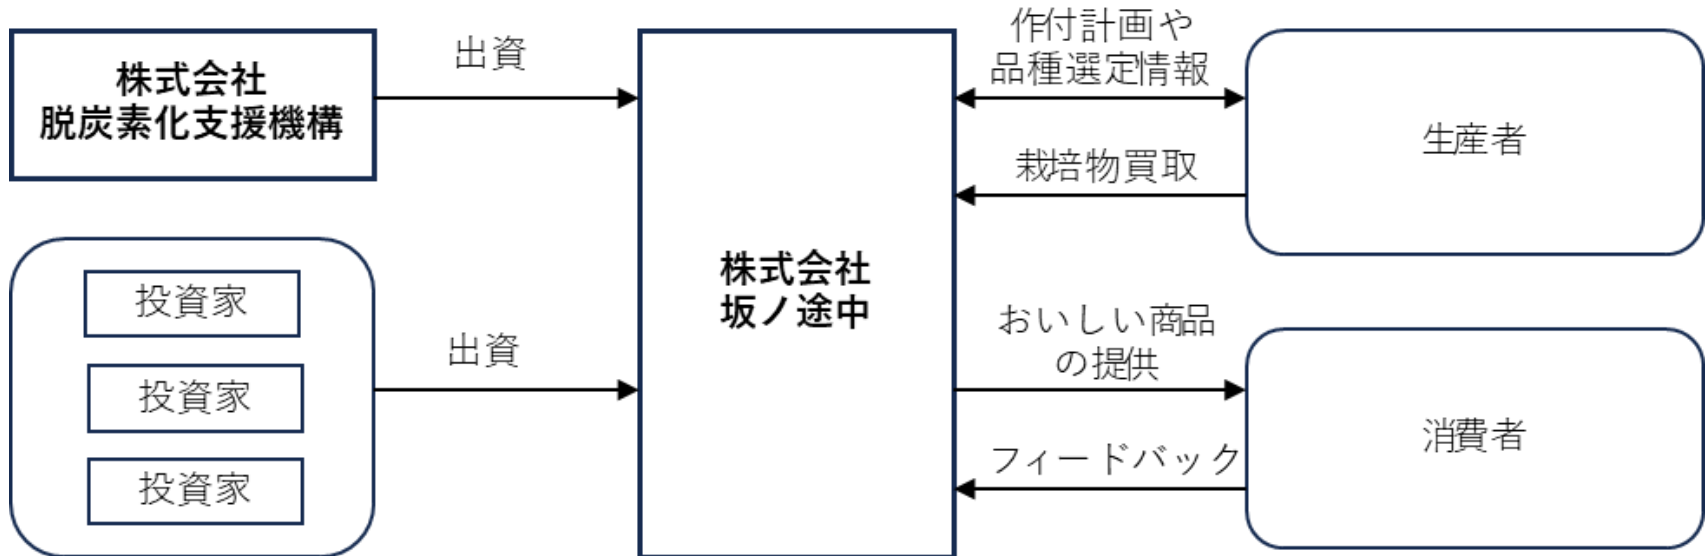 株式会社
脱炭素化支援機構
出資
投資家
投資家
投資家
出資
株式会社
坂ノ途中
作付計画や
品種選定情報
栽培物買取
生産者
おいしい商品
の提供
フィードバック
消費者